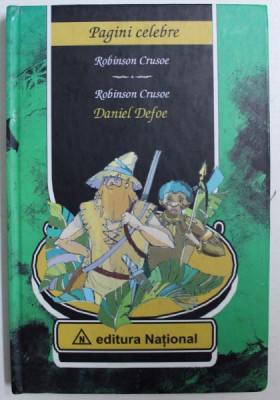 Pagini celebre
Robinson Crusoe
Robinson Crusoe
Daniel Defoe
N editura Național